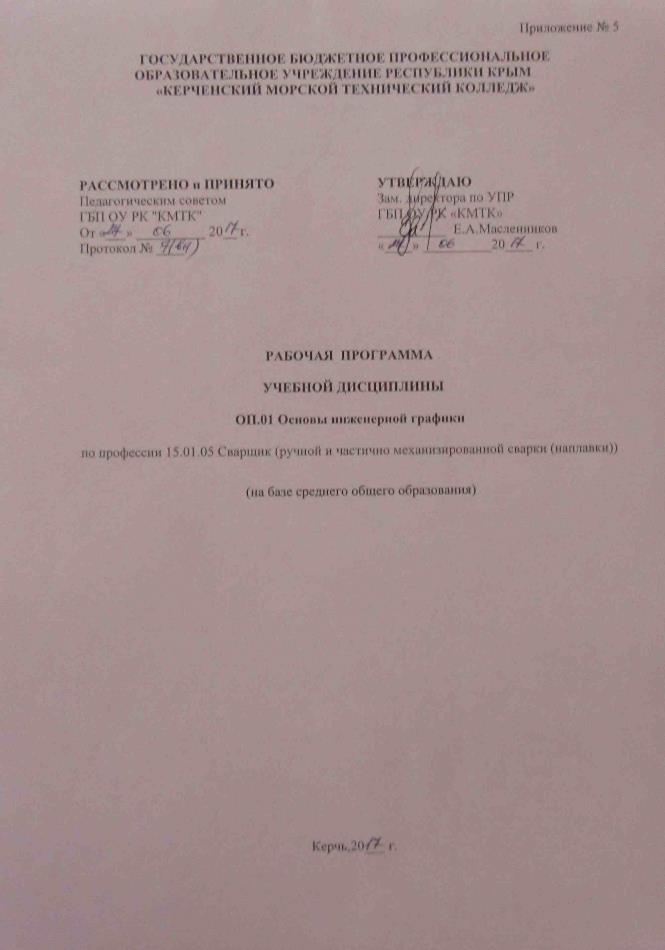 Приложение № 5
ГОСУДАРСТВЕННОЕ БЮДЖЕТНОЕ ПРОФЕССИОНАЛЬНОЕ
ОБРАЗОВАТЕЛЬНОЕ УЧРЕЖДЕНИЕ РЕСПУБЛИКИ КРЫМ
«КЕРЧЕНСКИЙ МОРСКОЙ ТЕХНИЧЕСКИЙ КОЛЛЕДЖ»
РАССМОТРЕНО и ПРИНЯТО
Педагогическим советом
ГБП ОУ РК "КМТК"
От « » 06 2017 г.
Протокол №
УТВЕРЖДАЮ
Зам. директора по УПР
ГБП ОУ РК «КМТК»
Е.А.Масленников
« » 06 2017 г.
РАБОЧАЯ ПРОГРАММА
УЧЕБНОЙ ДИСЦИПЛИНЫ
ОП.01 Основы инженерной графики
по профессии 15.01.05 Сварщик (ручной и частично механизированной сварки (наплавки))
(на базе среднего общего образования)
Керчь,2017 г.